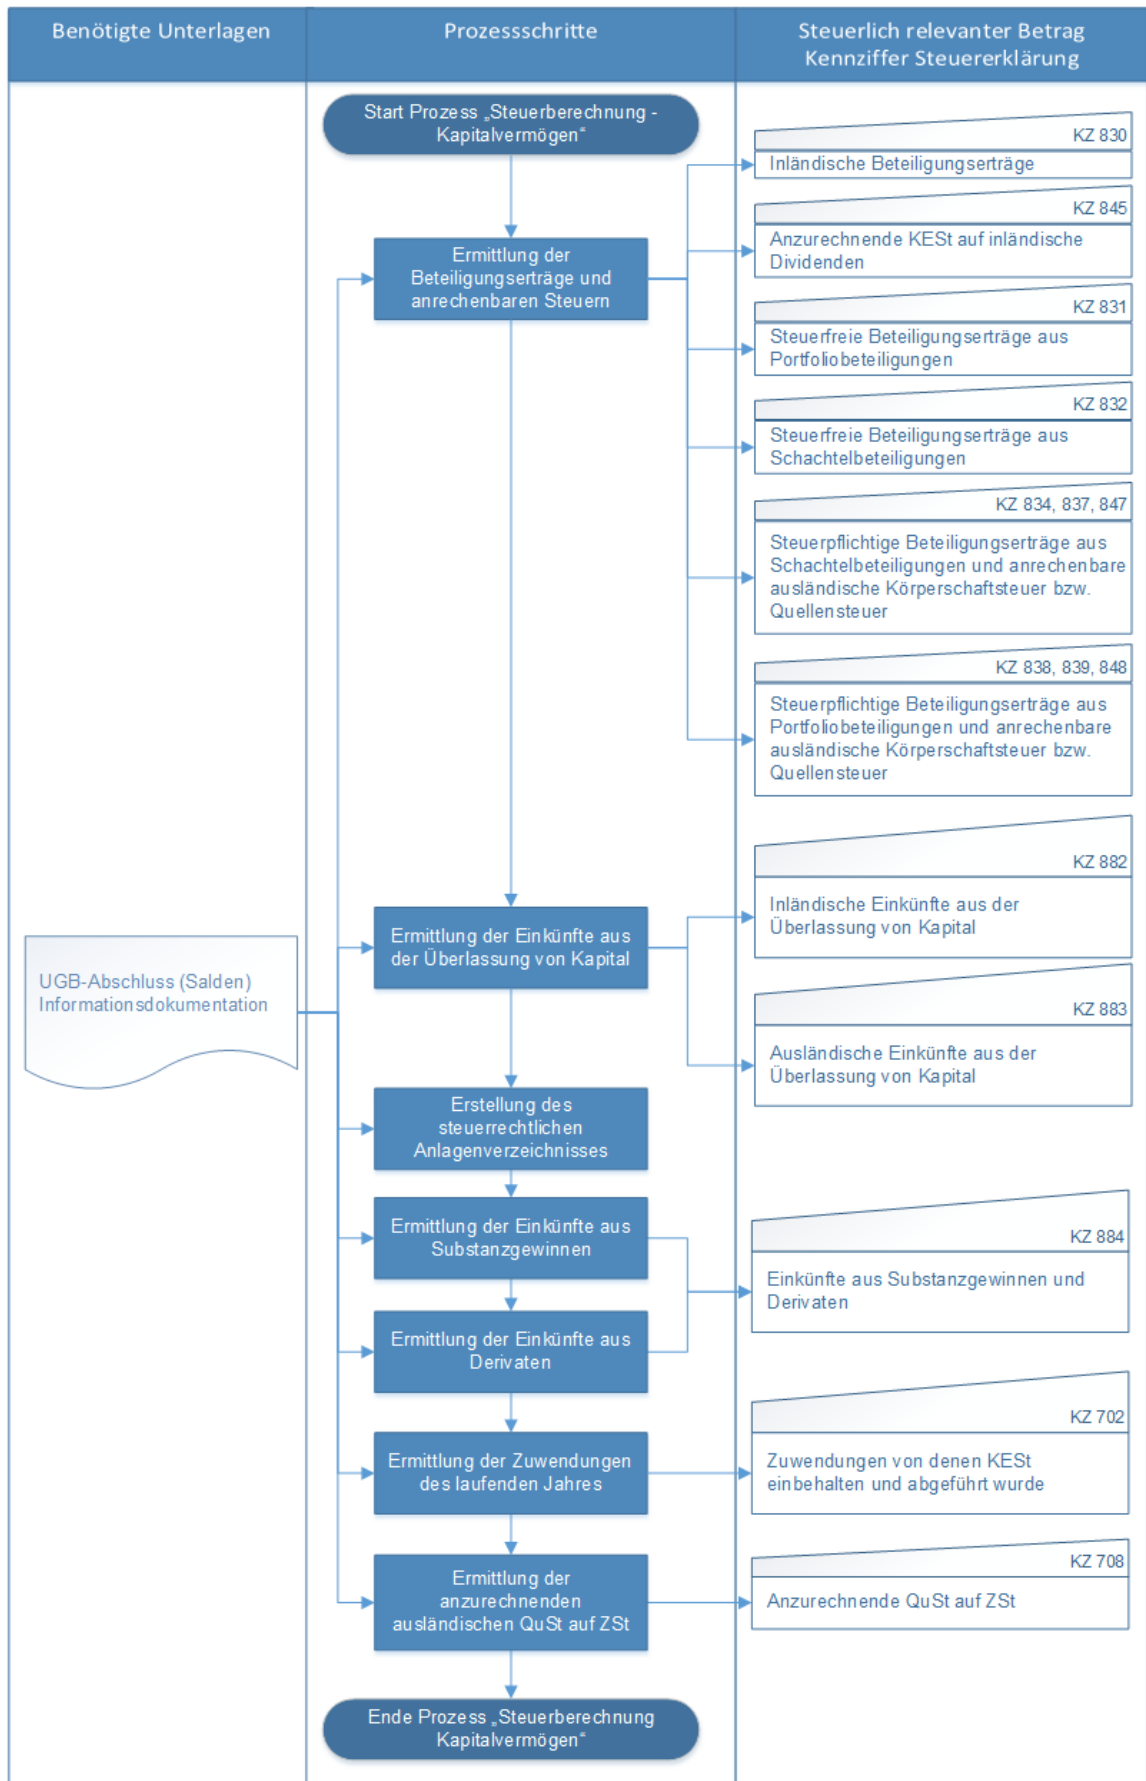 Benötigte Unterlagen
Prozessschritte
Steuerlich relevanter Betrag
Kennziffer Steuererklärung
Start Prozess „Steuerberechnung -
Kapitalvermögen“
KZ 830
Inländische Beteiligungserträge
KZ 845
Anzurechnende KESt auf inländische
Dividenden
Ermittlung der
Beteiligungserträge und
anrechenbaren Steuern
KZ 831
Steuerfreie Beteiligungserträge aus
Portfoliobeteiligungen
KZ 832
Steuerfreie Beteiligungserträge aus
Schachtelbeteiligungen
KZ 834, 837, 847
Steuerpflichtige Beteiligungserträge aus
Schachtelbeteiligungen und anrechenbare
ausländische Körperschaftsteuer bzw.
Quellensteuer
KZ 838, 839, 848
Steuerpflichtige Beteiligungserträge aus
Portfoliobeteiligungen und anrechenbare
ausländische Körperschaftsteuer bzw.
Quellensteuer
KZ 882
Inländische Einkünfte aus der
Überlassung von Kapital
Ermittlung der Einkünfte aus
der Überlassung von Kapital
UGB-Abschluss (Salden)
Informationsdokumentation
KZ 883
Ausländische Einkünfte aus der
Überlassung von Kapital
Erstellung des
steuerrechtlichen
Anlagenverzeichnisses
Ermittlung der Einkünfte aus
Substanzgewinnen
KZ 884
Einkünfte aus Substanzgewinnen und
Derivaten
Ermittlung der Einkünfte aus
Derivaten
KZ 702
Ermittlung der Zuwendungen
des laufenden Jahres
Zuwendungen von denen KESt
einbehalten und abgeführt wurde
KZ 708
Ermittlung der
anzurechnenden
ausländischen QuSt auf ZSt
Anzurechnende QuSt auf ZSt
Ende Prozess „Steuerberechnung
Kapitalvermögen“